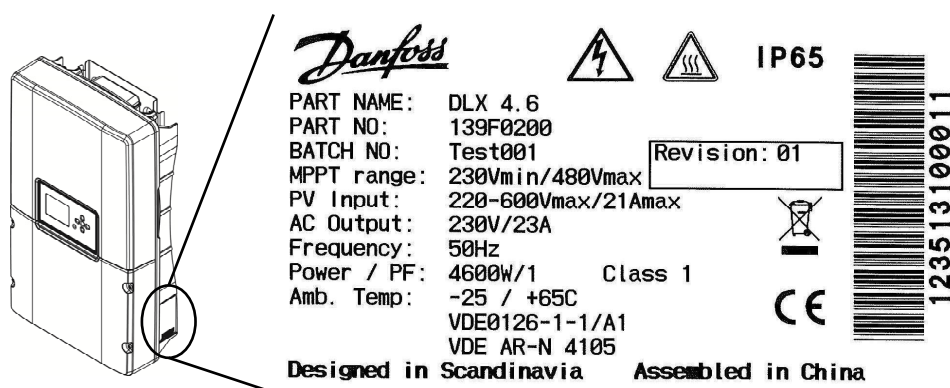 Danfoss
IP65
PART NAME: DLX 4.6
PART NO: 139F0200
BATCH NO: Test001
Revision: 01
MPPT range: 230Vmin/480Vmax
PV Input: 220-600Vmax/21Amax
AC Output: 230V/23A
Frequency: 50Hz
Power / PF: 4600W/1 Class 1
Amb. Temp: -25 / +65C
VDE0126-1-1/A1
VDE AR-N 4105
CE
Designed in Scandinavia Assembled in China
123513100011